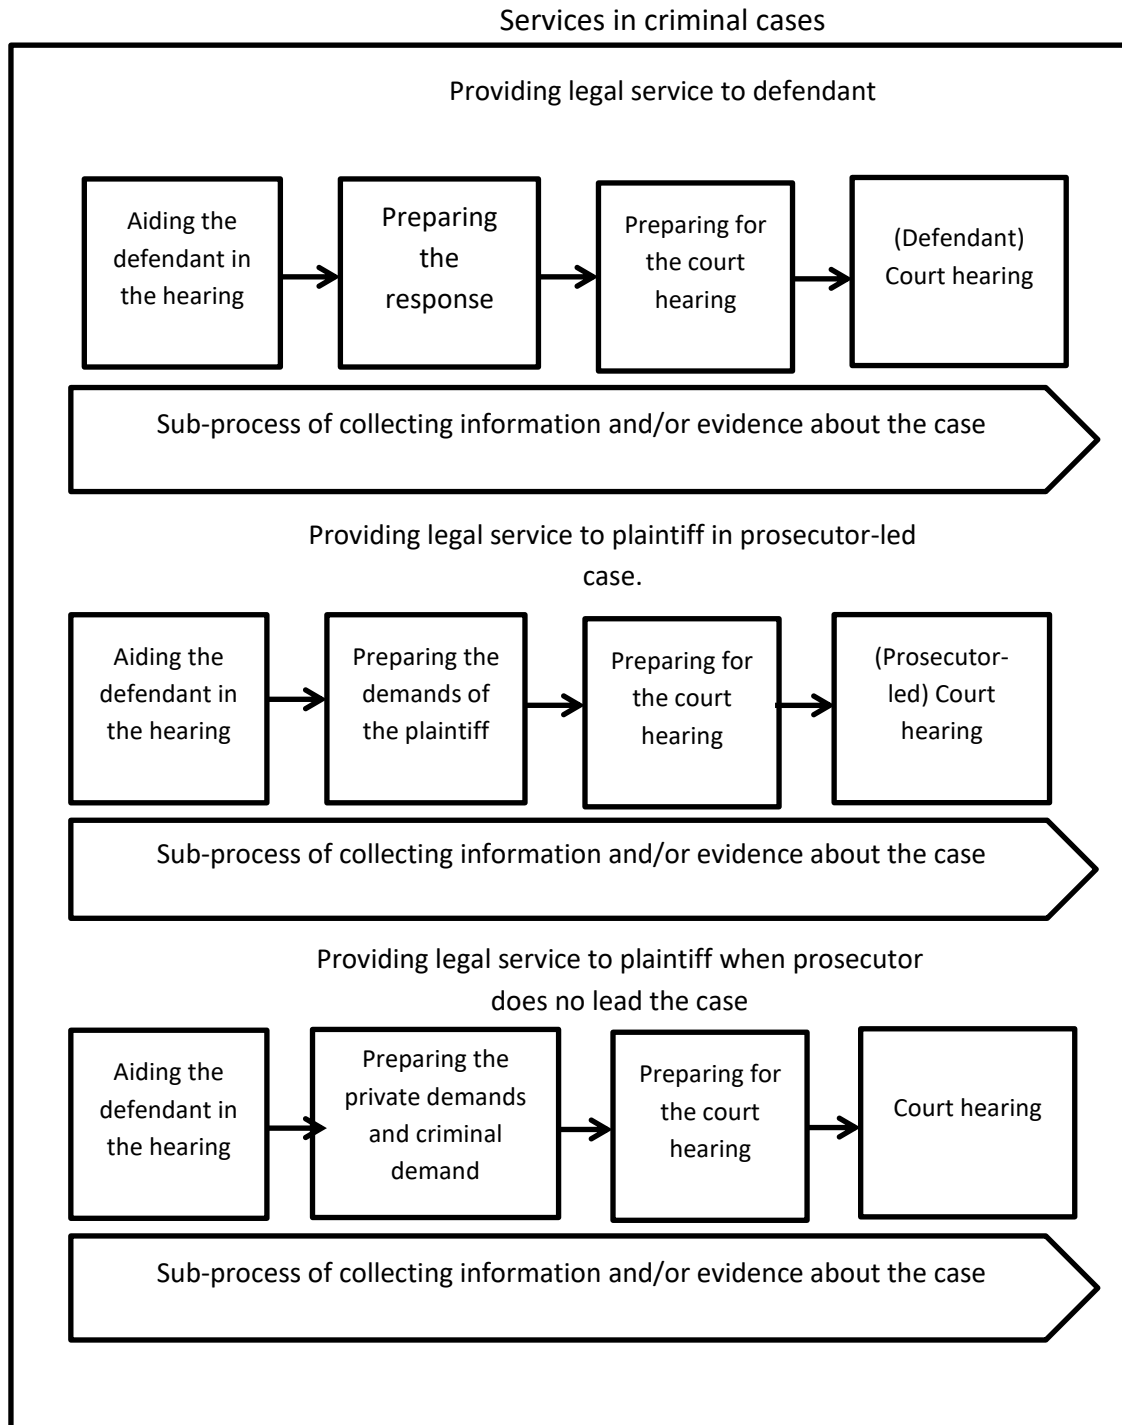 Services in criminal cases
Providing legal service to defendant
Aiding the
defendant in
the hearing
Preparing
the
response
Preparing for
the court
hearing
(Defendant)
Court hearing
Sub-process of collecting information and/or evidence about the case
Providing legal service to plaintiff in prosecutor-led
case.
Aiding the
defendant in
the hearing
Preparing the
demands of
the plaintiff
Preparing for
the court
hearing
(Prosecutor-
led) Court
hearing
Sub-process of collecting information and/or evidence about the case
Providing legal service to plaintiff when prosecutor
does no lead the case
Aiding the
defendant in
the hearing
Preparing the
private demands
and criminal
demand
Preparing for
the court
hearing
Court hearing
Sub-process of collecting information and/or evidence about the case